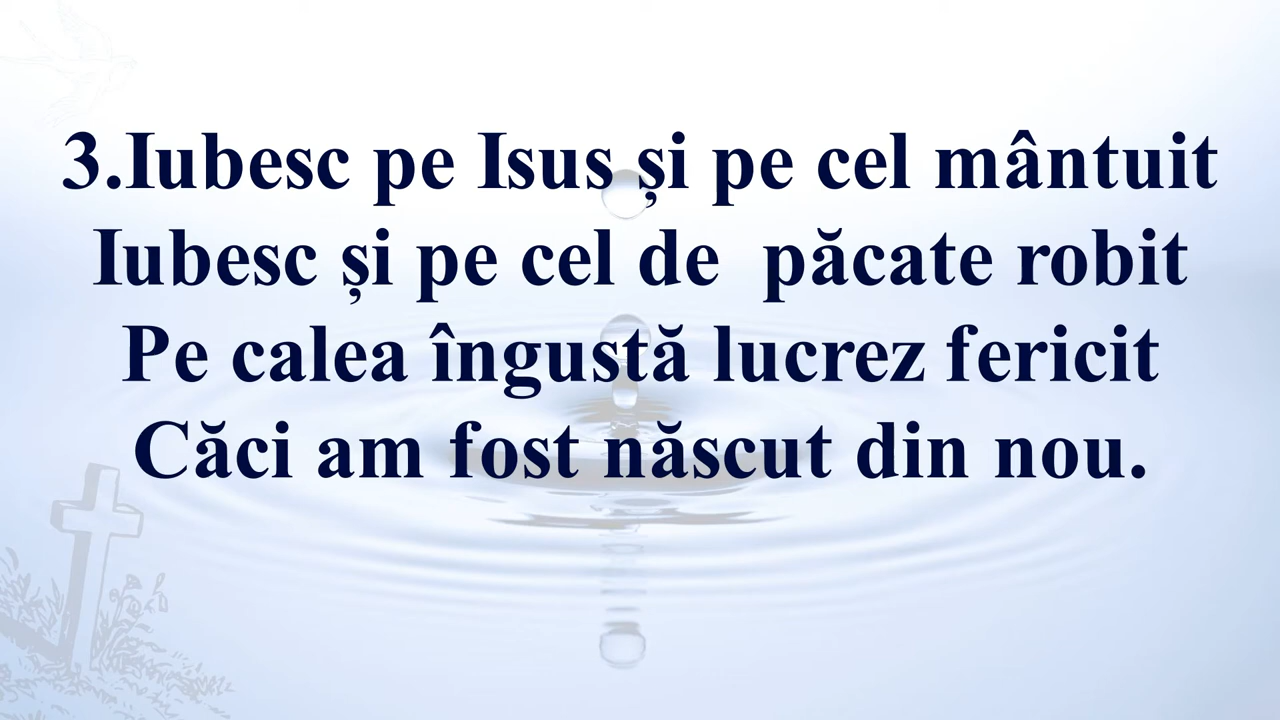 3.Iubesc pe Isus și pe cel mântuit
Iubesc și pe cel de  păcate robit
Pe calea îngustă lucrez fericit
Căci am fost născut din nou.